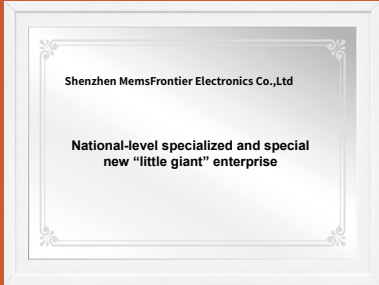 Shenzhen MemsFrontier Electronics Co.,Ltd
National-level specialized and special
new “little giant” enterprise